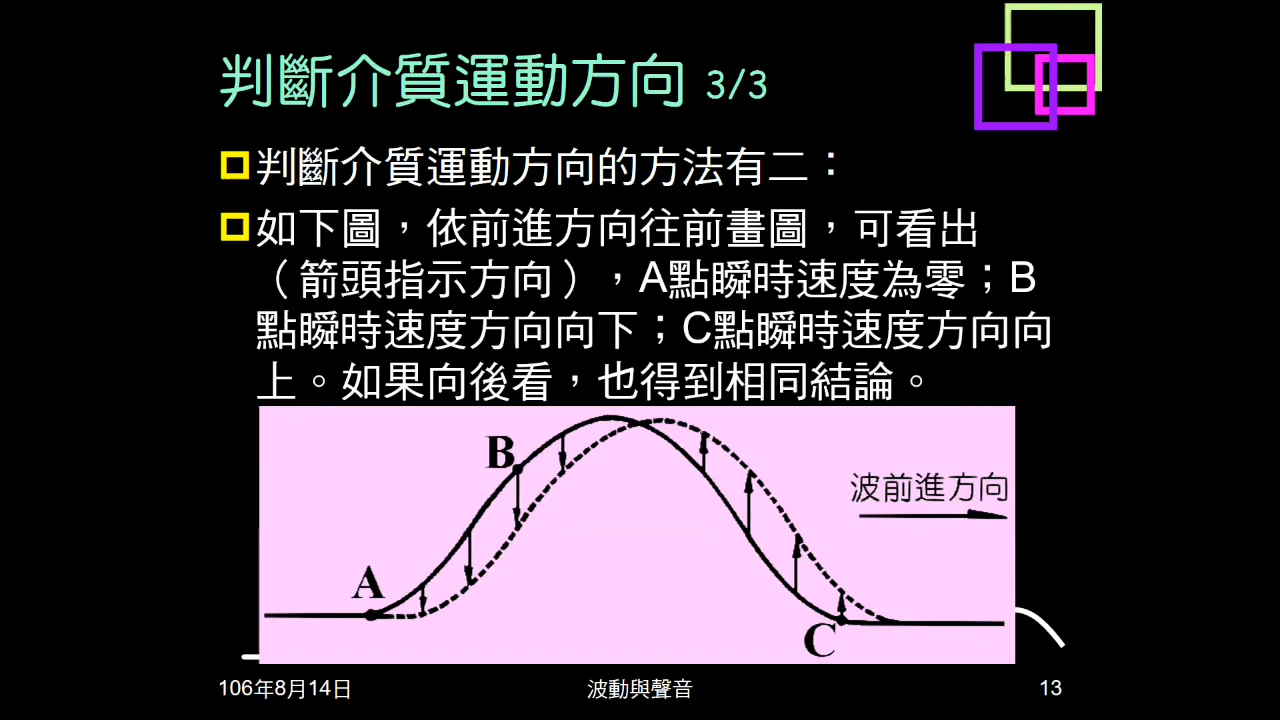 判斷介質運動方向 3/3
判斷介質運動方向的方法有二：
如下圖，依前進方向往前畫圖，可看出
（箭頭指示方向），A點瞬時速度為零；B
點瞬時速度方向向下；C點瞬時速度方向向
上。如果向後看，也得到相同結論。
B
波前進方向
A
C
106年8月14日
波動與聲音
13